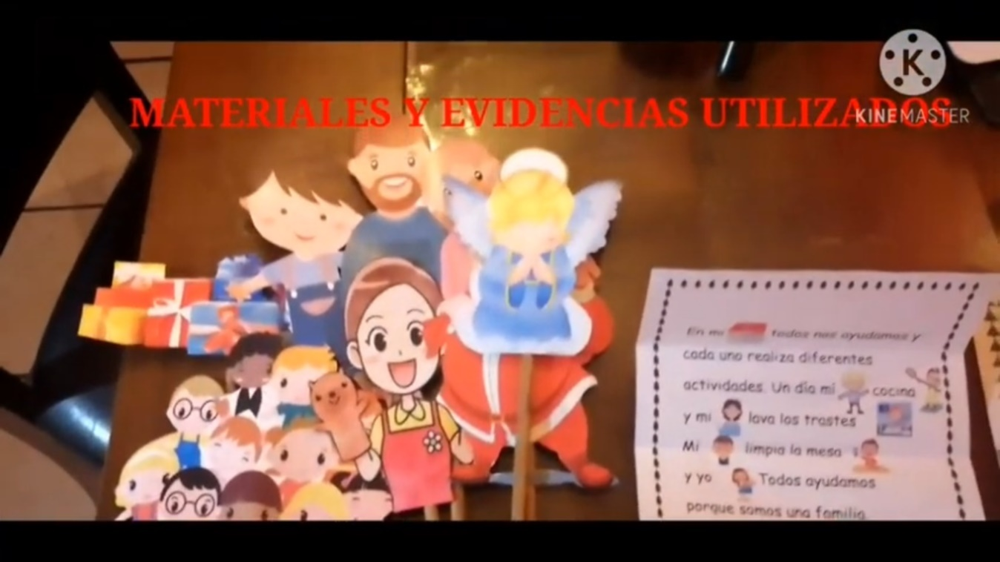 MATERIALES Y EVIDENCIAS UTILIZADOS
K
KINEMASTER
En mi todos nos ayudamos y
cada uno realiza diferentes
actividades. Un día mi cocina
y mi lava los trastes
Mi limpia la mesa
y yo Todos ayudamos
porque somos una familia.